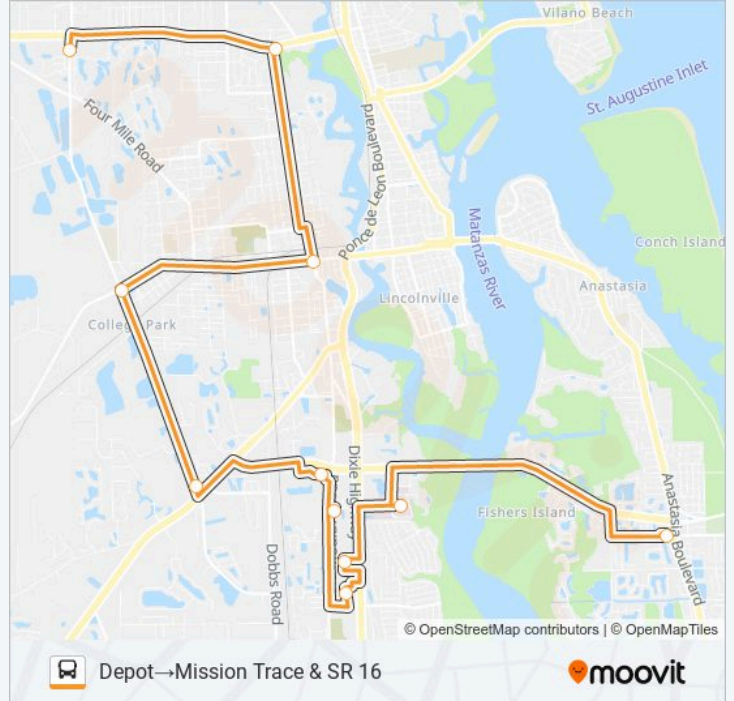 Vilano Beach
St. Augustine Inlet
Four Mile Road
Ponce de Leon Boulevard
Matanzas River
Conch Island
Anastasia
Lincolnville
College Park
Dixie Highway
Fishers Island
Anastasia Boulevard
Dobbs Road
© OpenStreetMap contributors | © OpenMapTiles
Depot→Mission Trace & SR 16
moovit